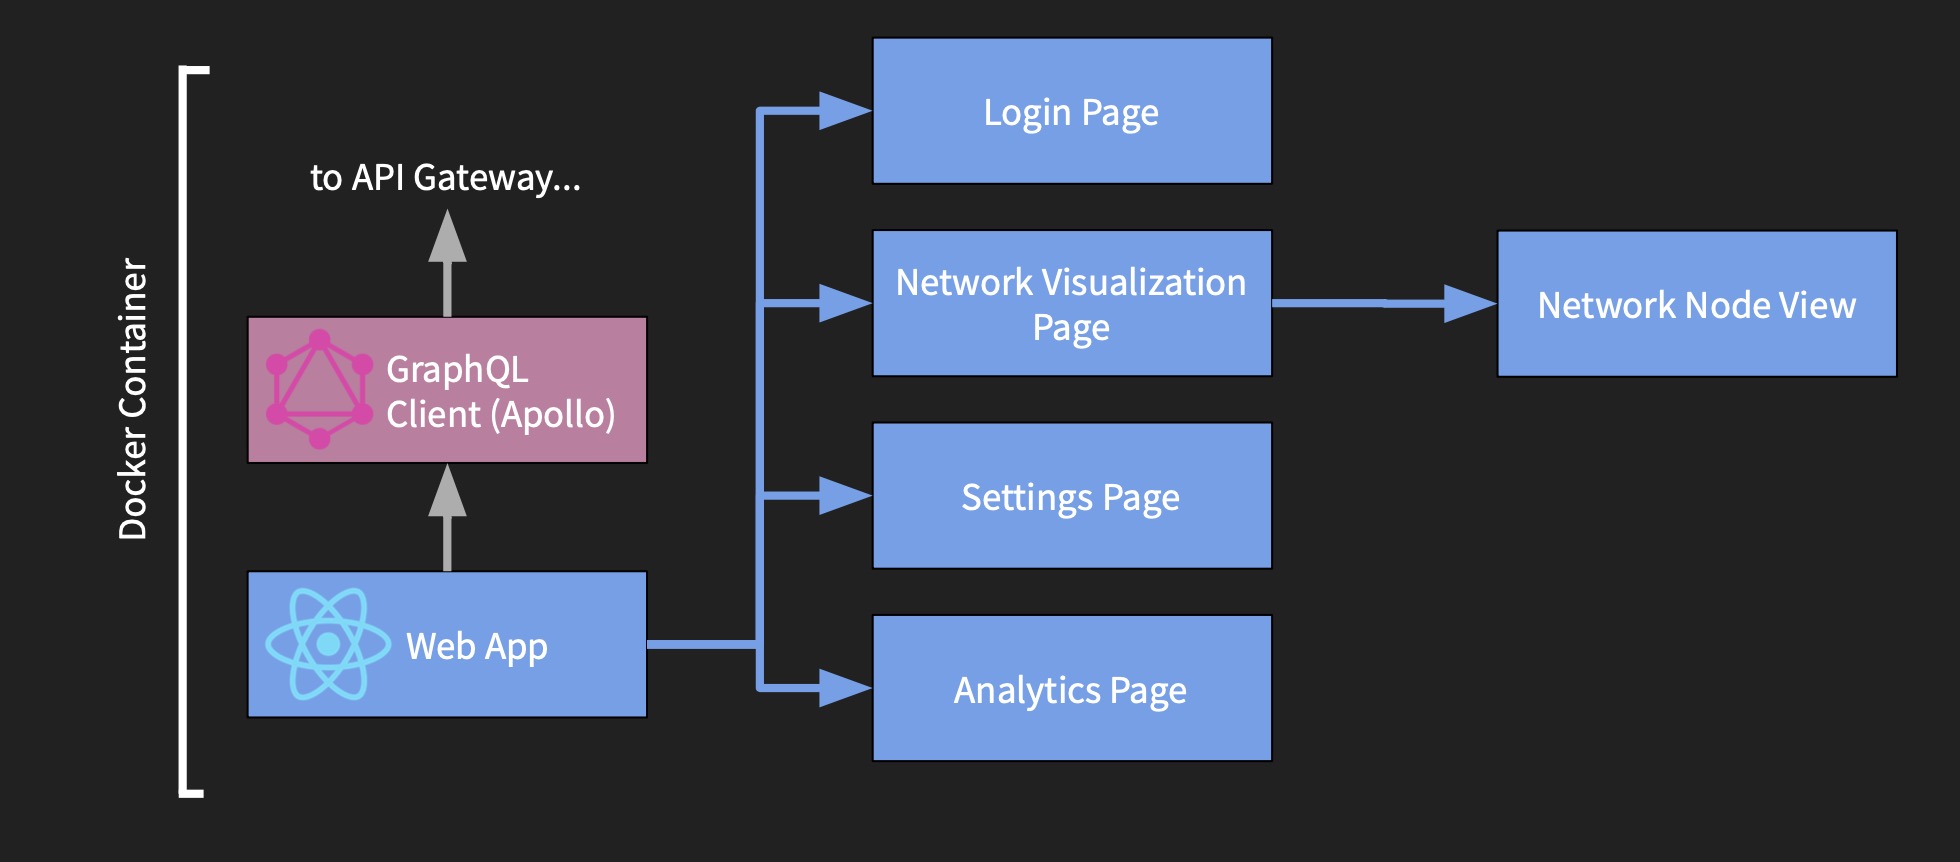 Docker Container
to API Gateway...
GraphQL
Client (Apollo)
Web App
Login Page
Network Visualization
Page
Settings Page
Analytics Page
Network Node View